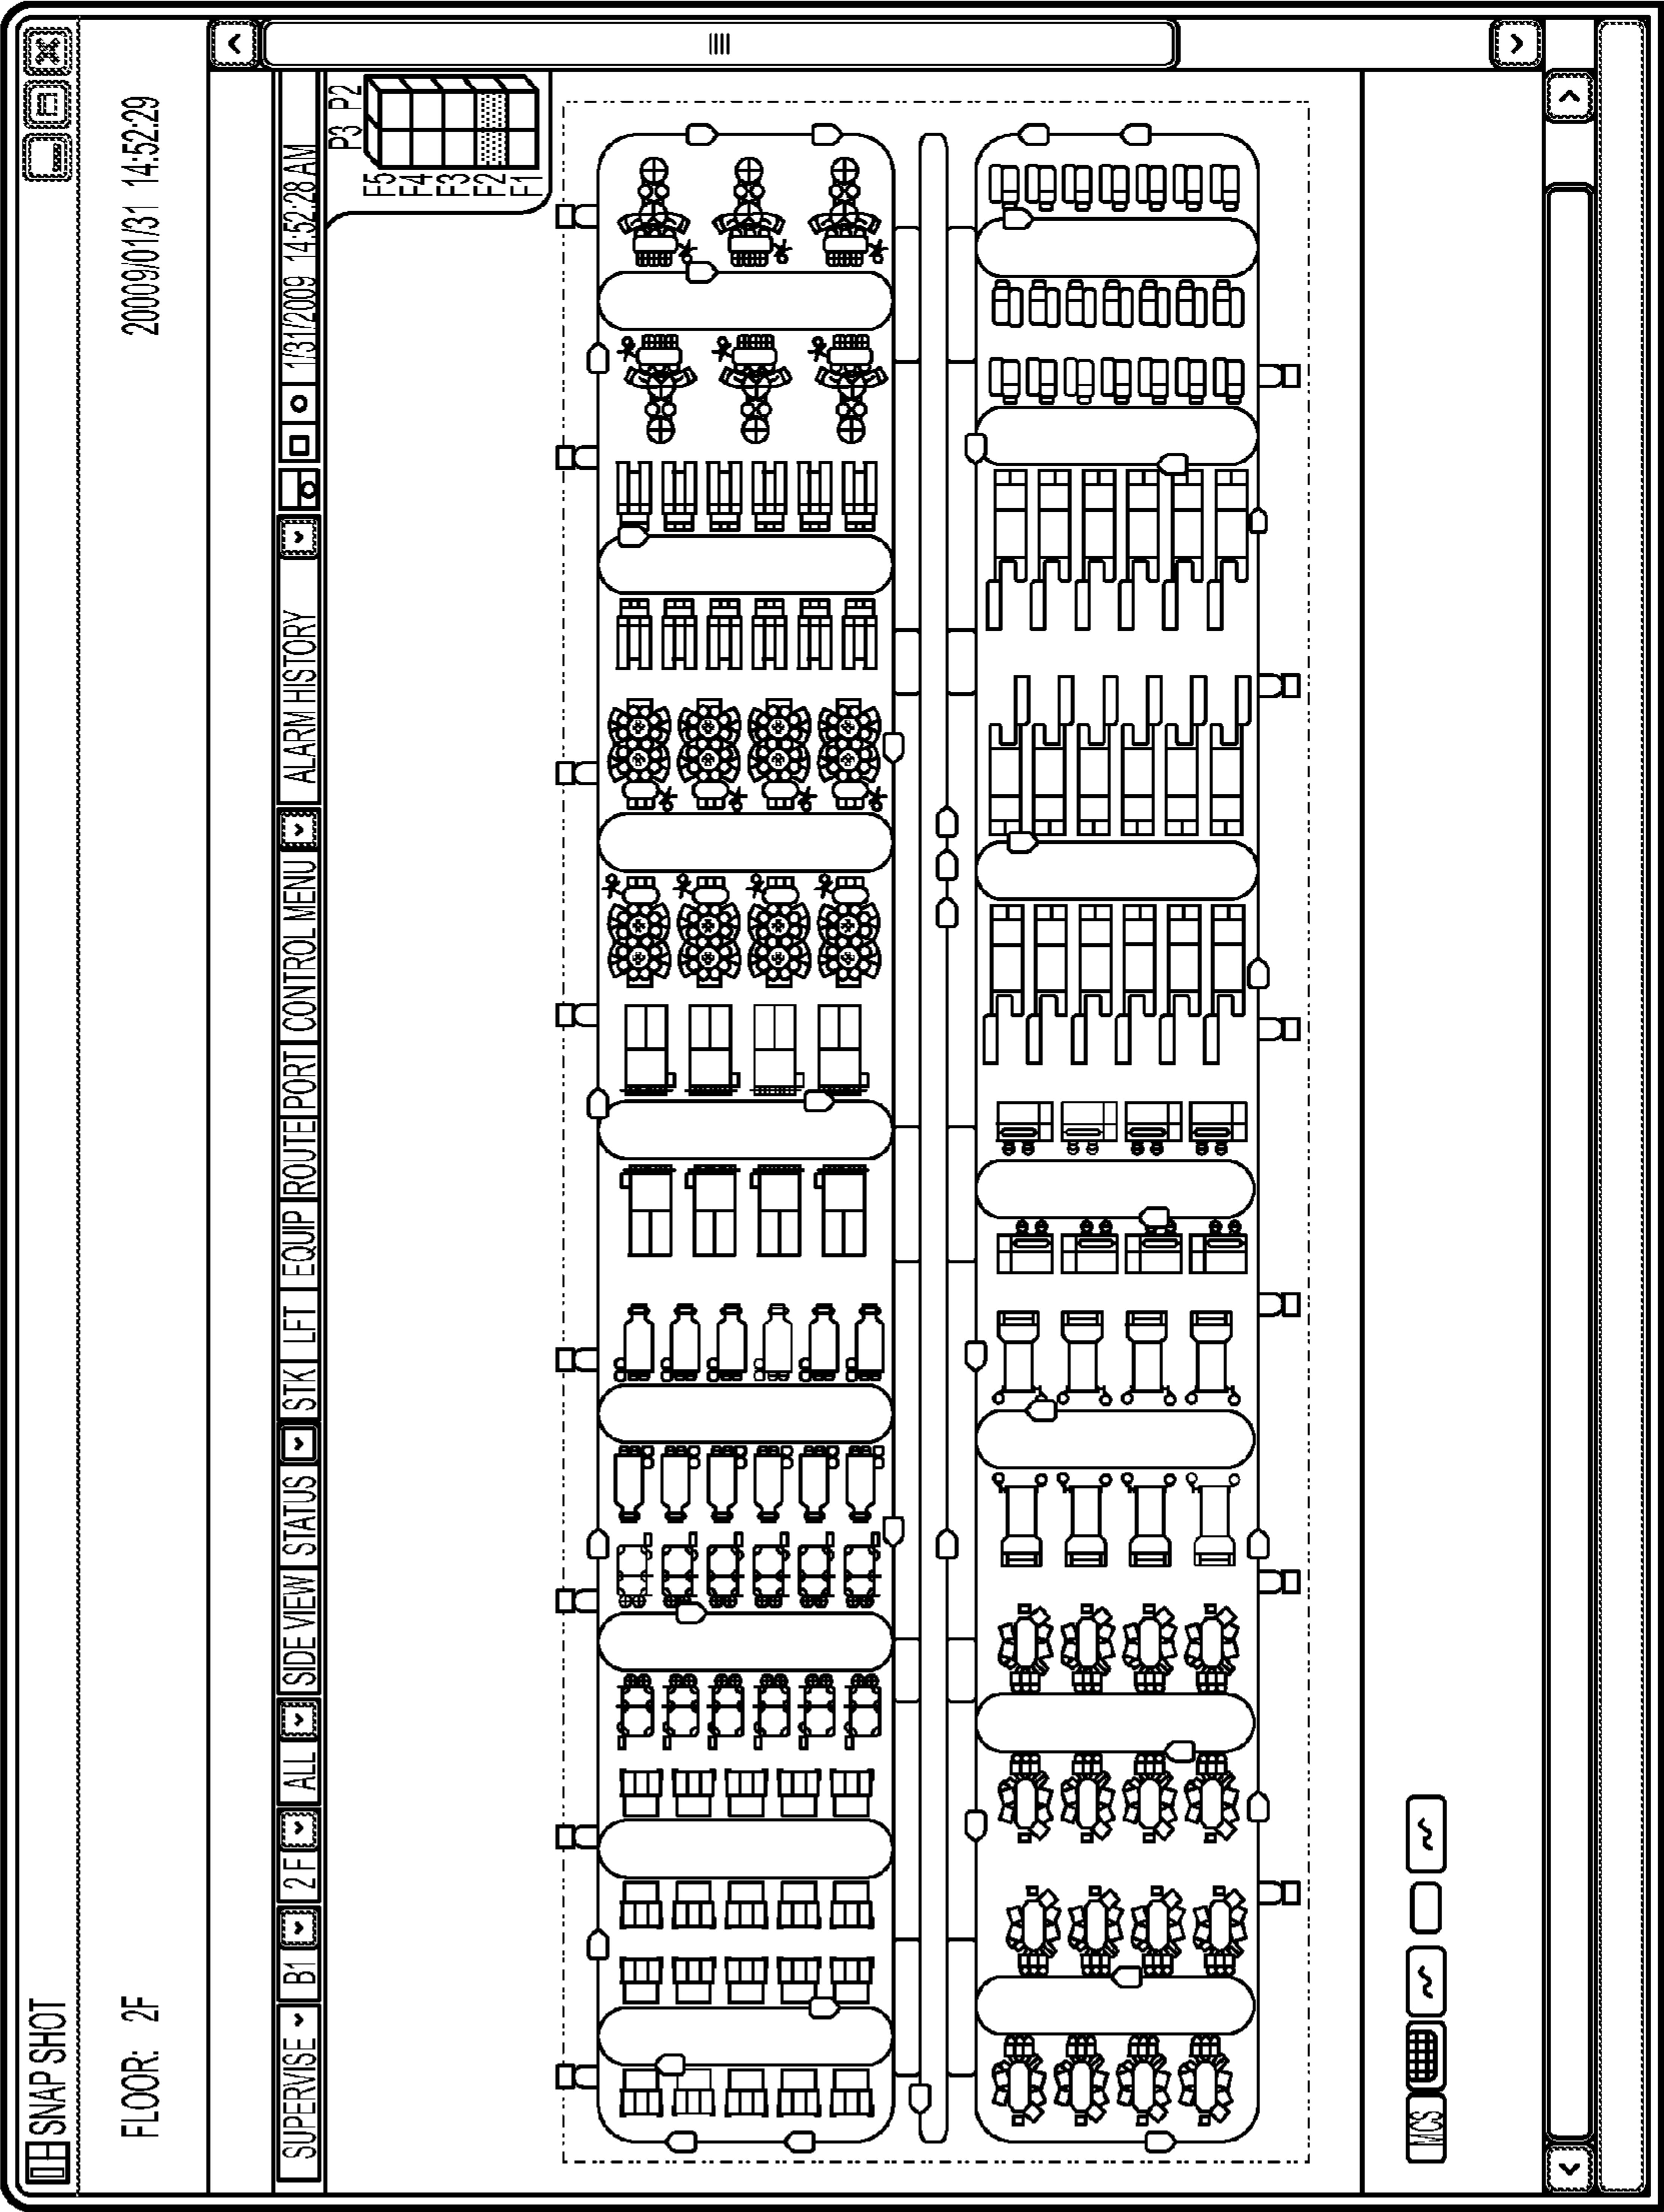 SNAP SHOT
FLOOR: 2F
20009/01/31 14:52:29
SUPERVISE B1 2 F ALL SIDE VIEW STATUS STK LFT EQUIP ROUTE PORT CONTROL MENU ALARM HISTORY 1/31/2009 14:52:28 AM
P3 P2
F5
F4
F3
F2
F1
MCS